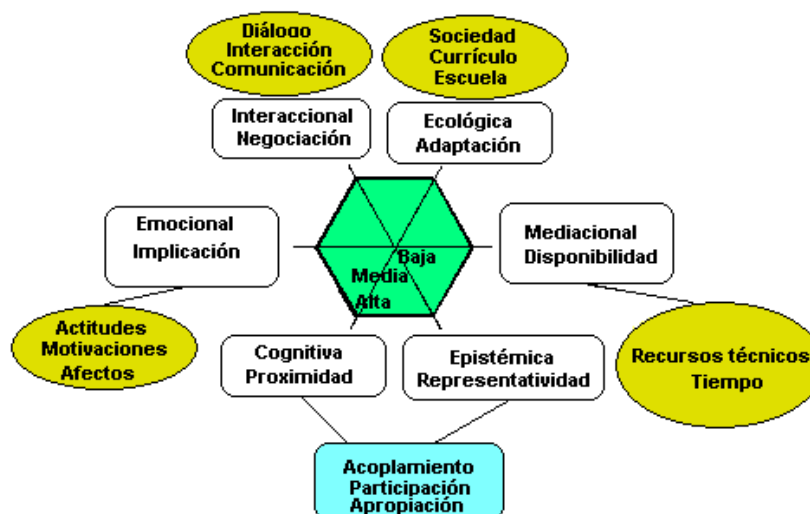 Diálogo
Interacción
Comunicación
Sociedad
Currículo
Escuela
Interaccional
Negociación
Ecológica
Adaptación
Emocional
Implicación
Mediacional
Disponibilidad
Baja
Media
Alta
Actitudes
Motivaciones
Afectos
Cognitiva
Proximidad
Epistémica
Representatividad
Recursos técnicos
Tiempo
Acoplamiento
Participación
Apropiación